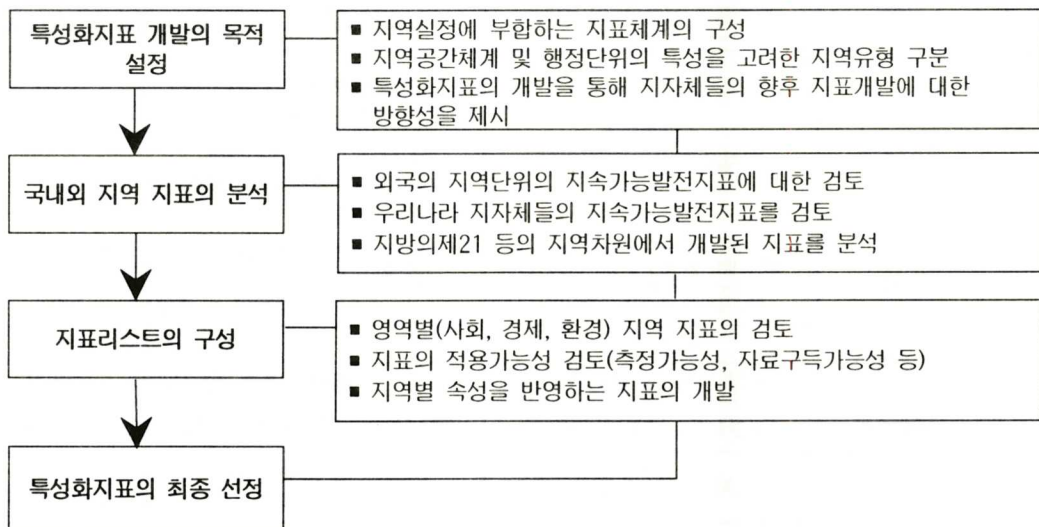 특성화지표 개발의 목적
설정
■ 지역실정에 부합하는 지표체계의 구성
■ 지역공간체계 및 행정단위의 특성을 고려한 지역유형 구분
■ 특성화지표의 개발을 통해 지자체들의 향후 지표개발에 대한
방향성을 제시
국내외 지역 지표의 분석
■ 외국의 지역단위의 지속가능발전지표에 대한 검토
■ 우리나라 지자체들의 지속가능발전지표를 검토
■ 지방의제21 등의 지역차원에서 개발된 지표를 분석
지표리스트의 구성
■ 영역별(사회, 경제, 환경) 지역 지표의 검토
■ 지표의 적용가능성 검토(측정가능성, 자료구득가능성 등)
■ 지역별 속성을 반영하는 지표의 개발
특성화지표의 최종 선정